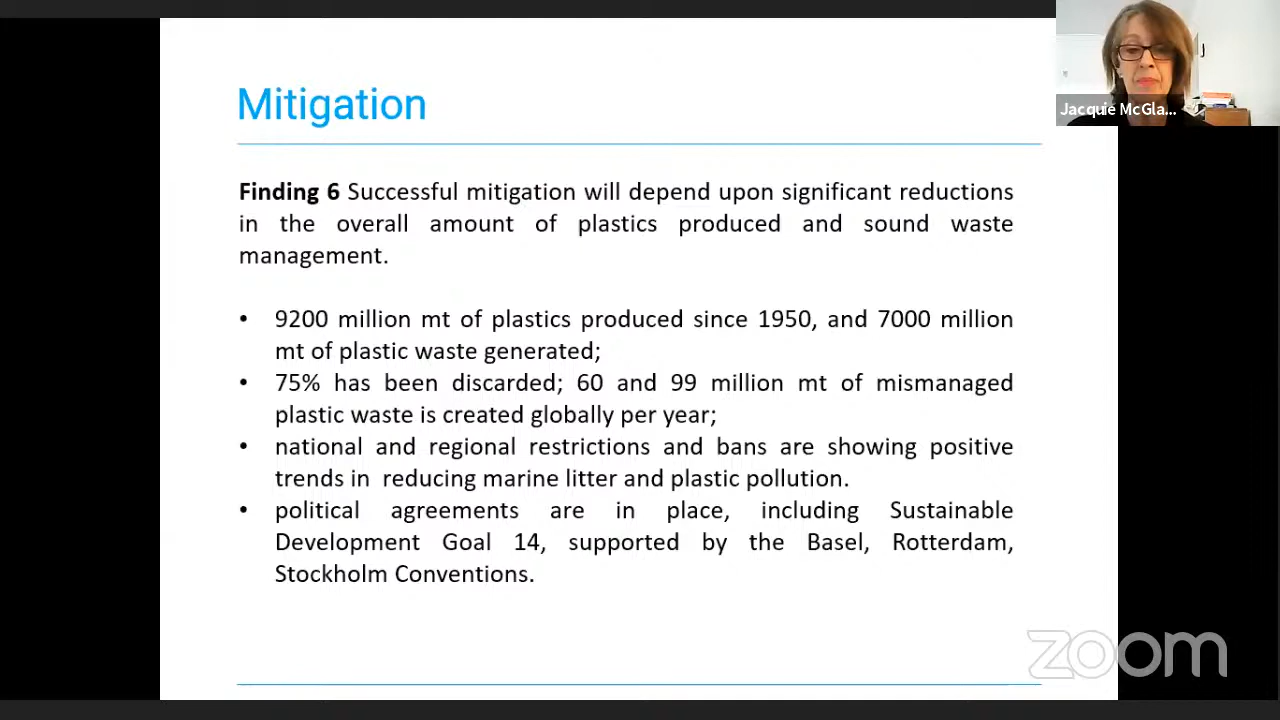 Mitigation
Jacquie McGla...
Finding 6 Successful mitigation will depend upon significant reductions
in the overall amount of plastics produced and sound waste
management.
• 9200 million mt of plastics produced since 1950, and 7000 million
mt of plastic waste generated;
• 75% has been discarded; 60 and 99 million mt of mismanaged
plastic waste is created globally per year;
• national and regional restrictions and bans are showing positive
trends in reducing marine litter and plastic pollution.
• political agreements are in place, including Sustainable
Development Goal 14, supported by the Basel, Rotterdam,
Stockholm Conventions.
zoom